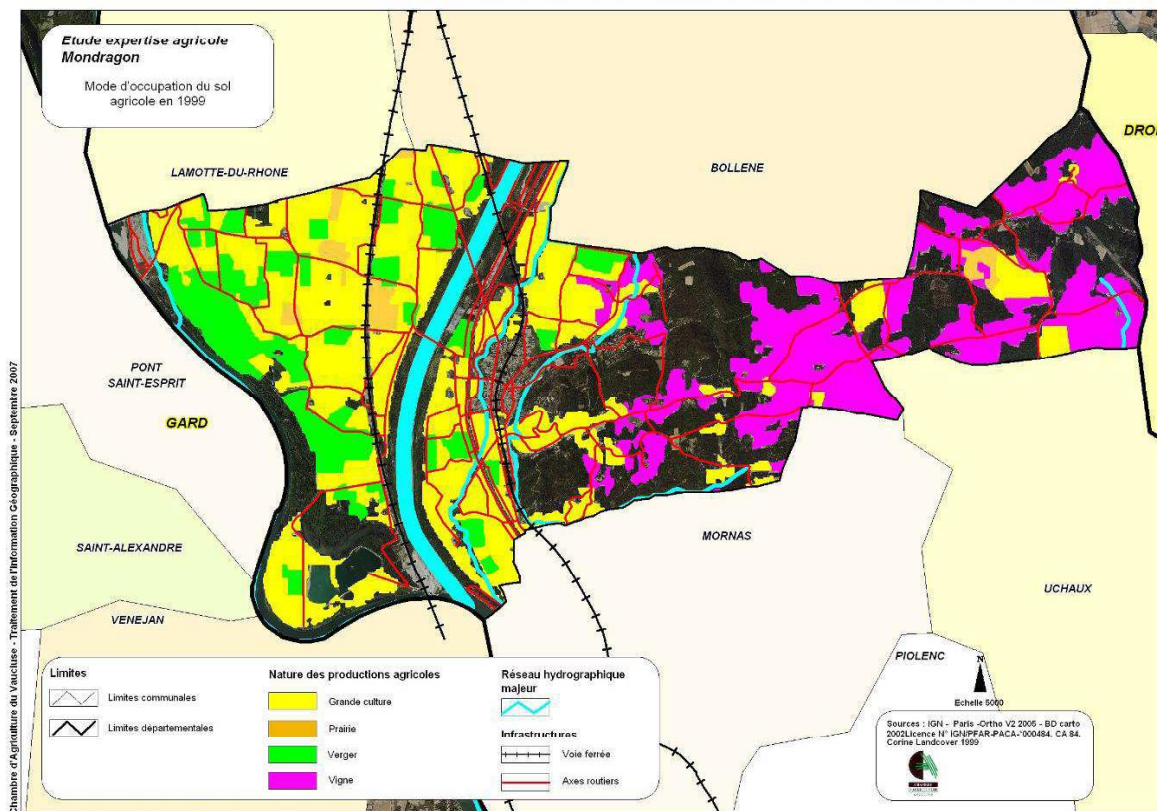 Etude expertise agricole
Mondragon
Mode d'occupation du sol
agricole en 1999
DROM
LAMOTTE-DU-RHONE
BOLLENE
PONT
SAINT-ESPRIT
GARD
SAINT-ALEXANDRE
VENEJAN
MORNAS
UCHAUX
PIOLENC
Chambre d'Agriculture du Vaucluse - Traitement de l'Information Géographique - Septembre 2007
Limites
Limites communales
Limites départementales
Nature des productions agricoles
Grande culture
Prairie
Verger
Vigne
Réseau hydrographique
majeur
Infrastructures
Voie ferrée
Axes routiers
N
Echelle 5000
Sources : IGN - Paris -Ortho V2 2005 - BD carto
2002Licence N° IGN/PFAR-PACA-'000484. CA 84.
Corine Landcover 1999